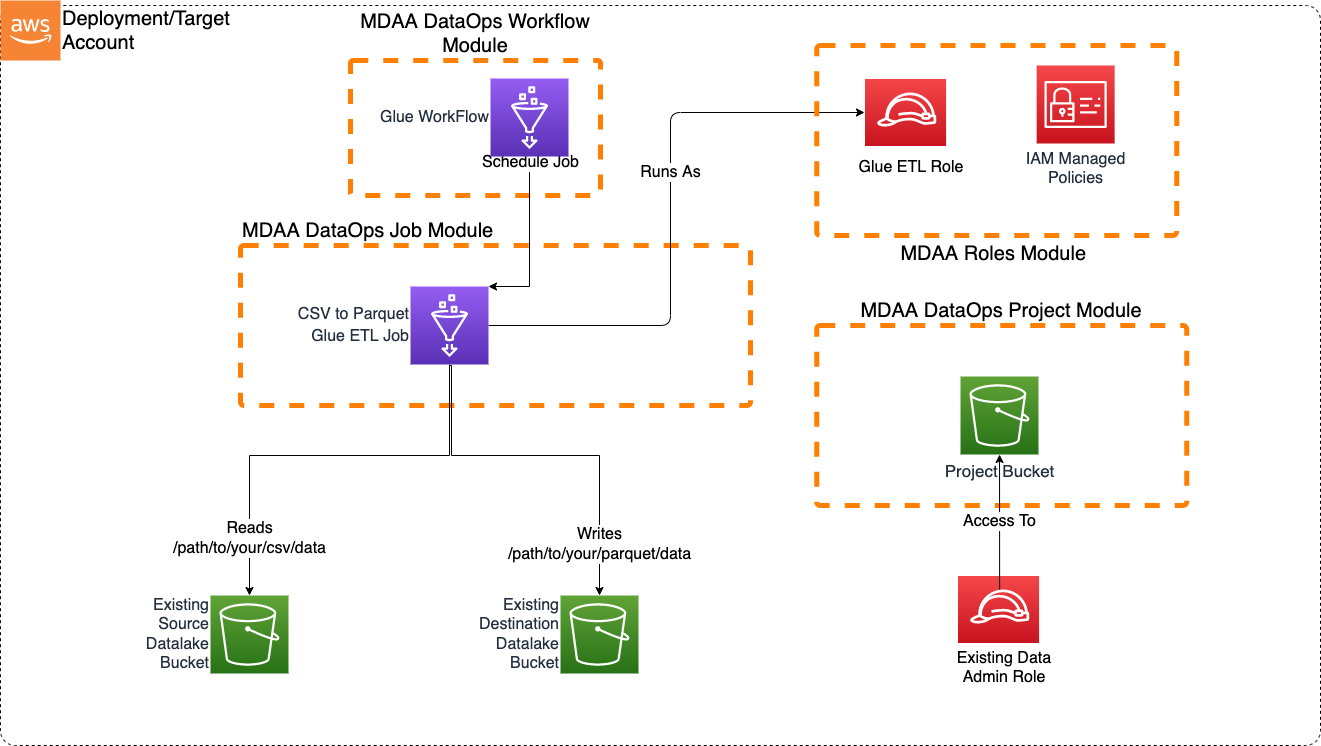 aws
Deployment/Target
Account
MDAA DataOps Workflow
Module
Glue WorkFlow
Schedule Job
Runs As
Glue ETL Role
IAM Managed
Policies
MDAA Roles Module
MDAA DataOps Job Module
CSV to Parquet
Glue ETL Job
MDAA DataOps Project Module
Project Bucket
Access To
Existing Data
Admin Role
Reads
/path/to/your/csv/data
Writes
/path/to/your/parquet/data
Existing
Source
Datalake
Bucket
Existing
Destination
Datalake
Bucket